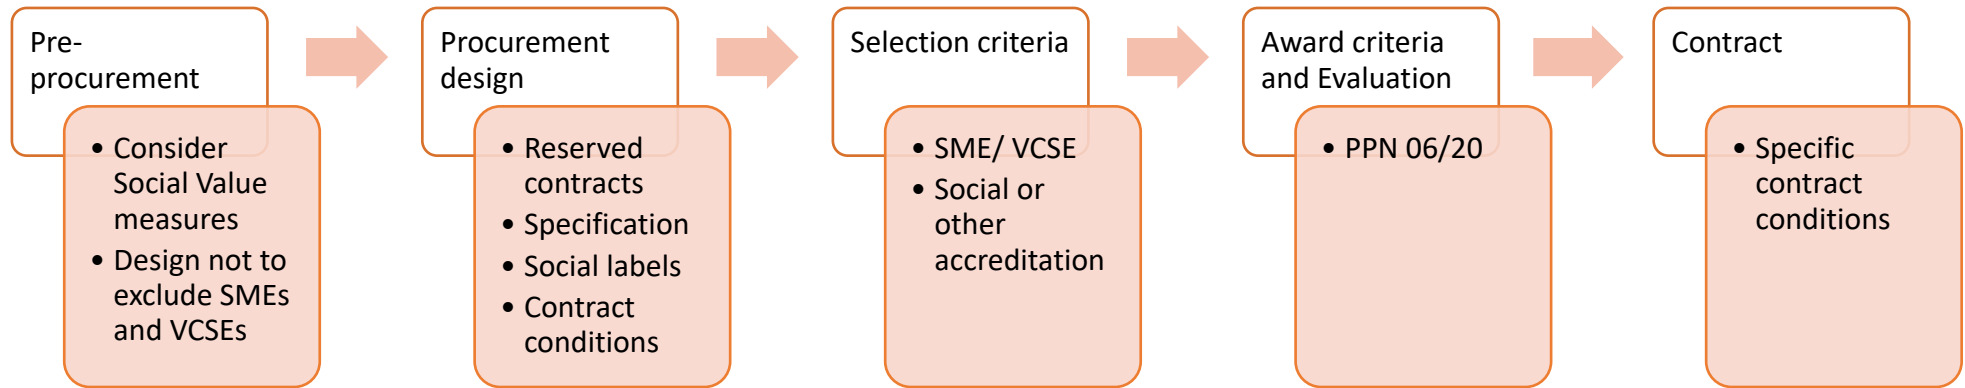 Pre-
procurement
• Consider
Social Value
measures
• Design not to
exclude SMEs
and VCSEs
Procurement
design
• Reserved
contracts
• Specification
• Social labels
• Contract
conditions
Selection criteria
• SME/ VCSE
• Social or
other
accreditation
Award criteria
and Evaluation
• PPN 06/20
Contract
• Specific
contract
conditions